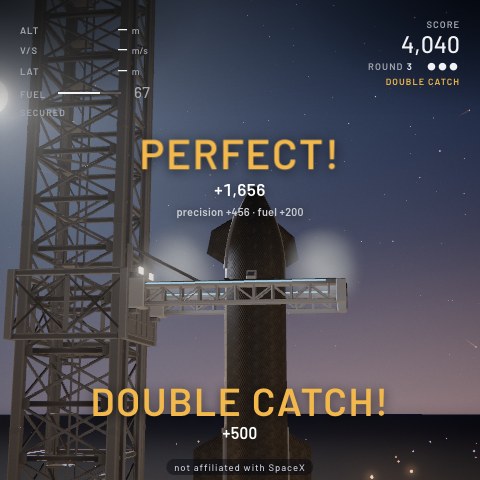 ALT — m
V/S — m/s
LAT — m
FUEL 67
SECURED
SCORE
4,040
ROUND 3
DOUBLE CATCH
PERFECT!
+1,656
precision +456 · fuel +200
DOUBLE CATCH!
+500
not affiliated with SpaceX